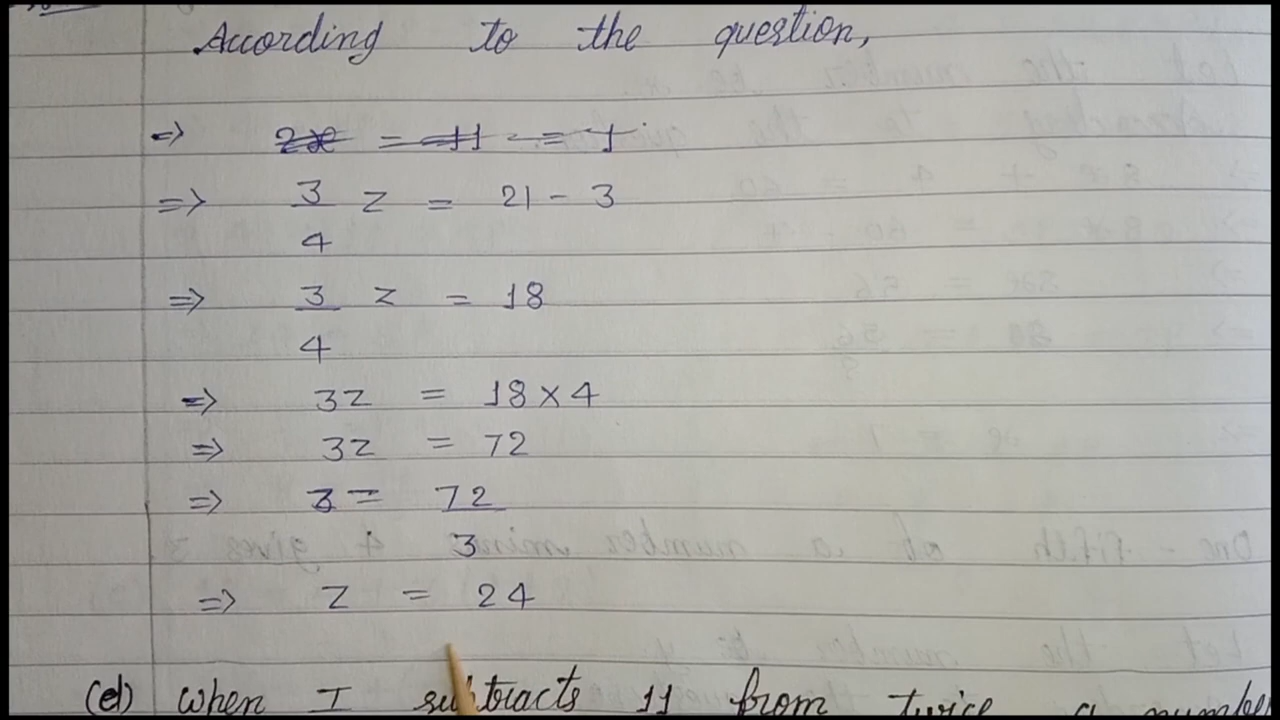 According to the question,
=> 2x = 11 = 1
=> 3/4 z = 21 - 3
=> 3/4 z = 18
=> 3z = 18 × 4
=> 3z = 72
=> z = 72/3
=> z = 24
(d) When I subtracts 11 from twice a number